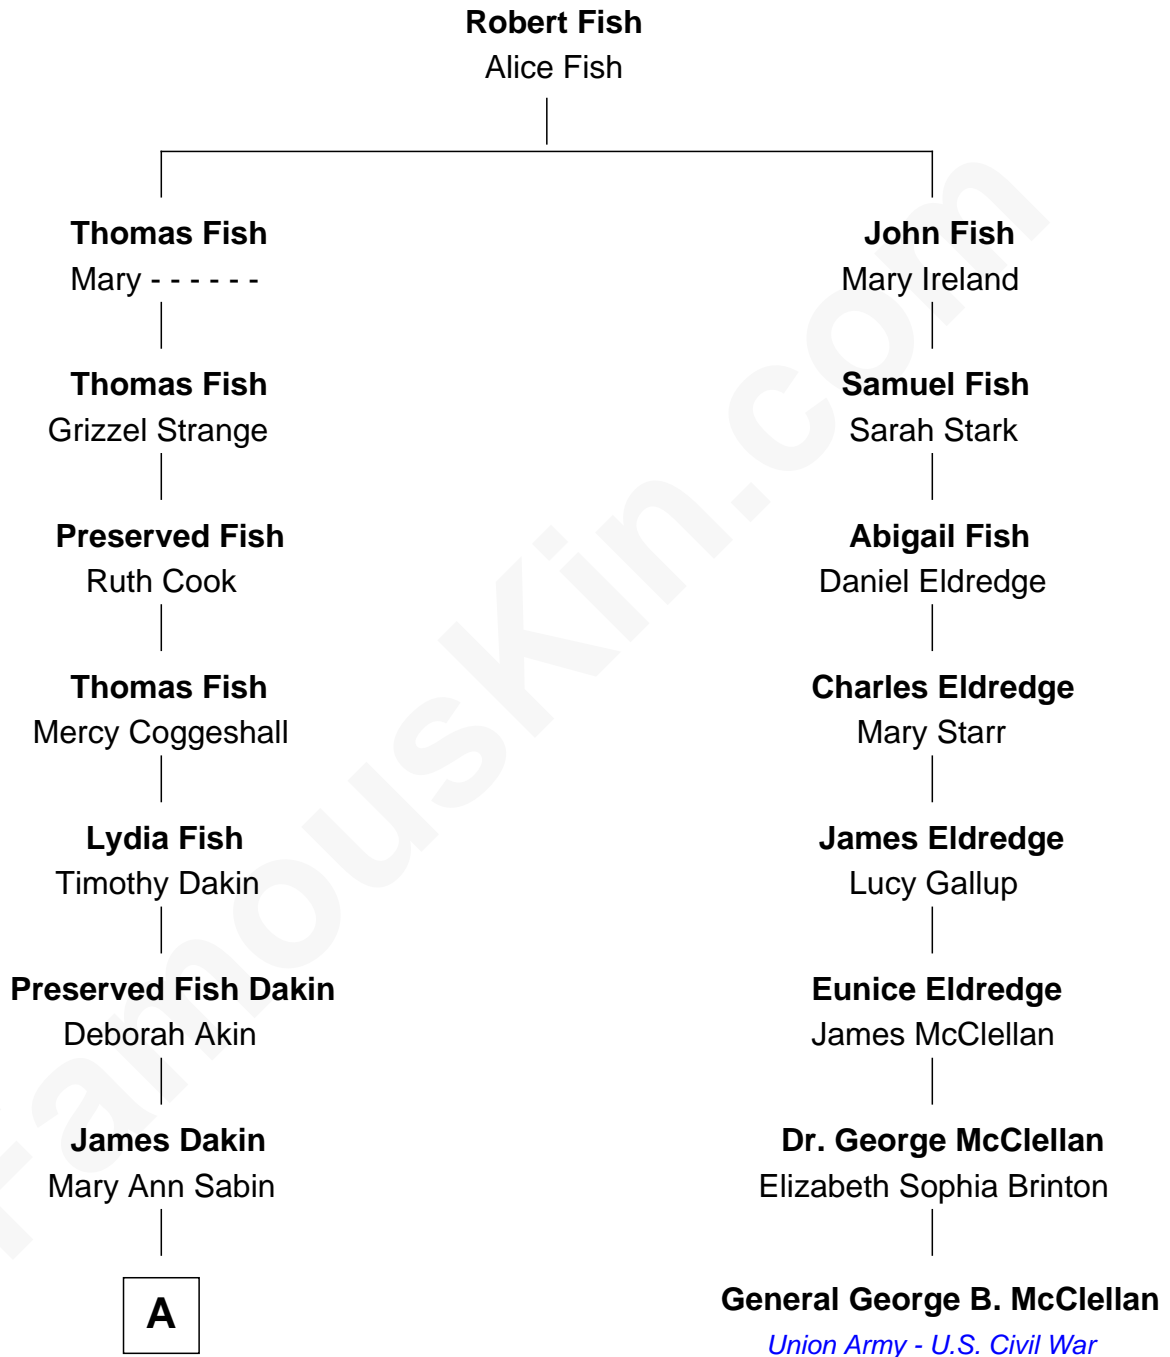 Robert Fish
Alice Fish
Thomas Fish
Mary - - - - - -
John Fish
Mary Ireland
Thomas Fish
Grizzel Strange
Samuel Fish
Sarah Stark
Preserved Fish
Ruth Cook
Abigail Fish
Daniel Eldredge
Thomas Fish
Mercy Coggeshall
Charles Eldredge
Mary Starr
Lydia Fish
Timothy Dakin
James Eldredge
Lucy Gallup
Preserved Fish Dakin
Deborah Akin
Eunice Eldredge
James McClellan
James Dakin
Mary Ann Sabin
Dr. George McClellan
Elizabeth Sophia Brinton
A
General George B. McClellan
Union Army - U.S. Civil War
FamousKin.com